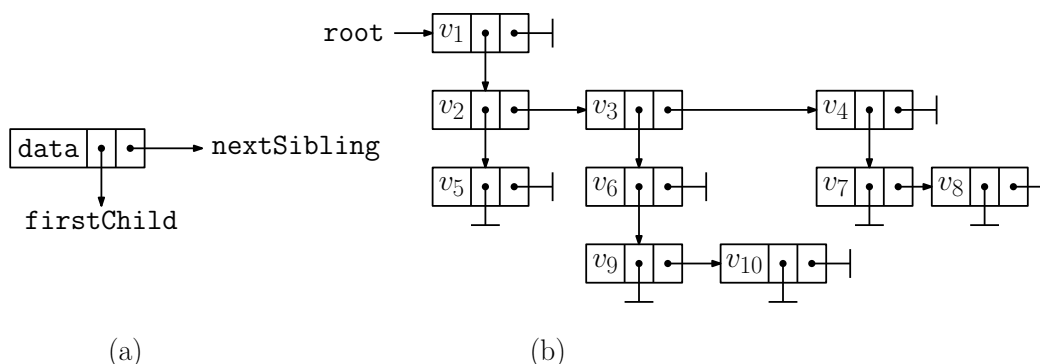 root v1
v2 v3 v4
data nextSibling
v5 v6 v7 v8
firstChild
v9 v10
(a) (b)